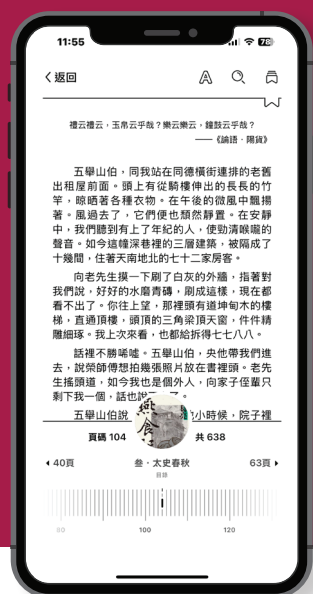 11:55
78
返回
禮云禮云,玉帛云乎哉?樂云樂云,鐘鼓云乎哉?
——《論語·陽貨》
五舉山伯,同我站在同德橫街連排的老舊
出租屋前面。頭上有從騎樓伸出的長長的竹
竿,晾晒著各種衣物。在午後的微風中飄揚
著。風過去了,它們便也頹然靜置。在安靜
中,我們聽到有上了年紀的人,使勁清喉嚨的
聲音。如今這幢深巷裡的三層建築,被隔成了
十幾間,住著天南地北的七十二家房客。
向老先生摸一下刷了白灰的外牆,指著對
我們說,好好的水磨青磚,刷成這樣,現在都
看不出了。你往上望,那裡頭有道坤甸木的樓
梯,直通頂樓,頭頂的三角梁頂天窗,件件精
雕細琢。我上次來看,也都給拆得七七八八。
話裡不勝唏噓。五舉山伯,央他帶我們進
去,說榮師傅想拍幾張照片放在書裡頭。老先
生搖頭道,如今我也是個外人,向家子侄輩只
剩下我一個,話也說
五舉山伯說
他小時候,院子裡
燕食
頁碼 104
共 638
40頁
叁·太史春秋
63頁
目錄
90
100
120